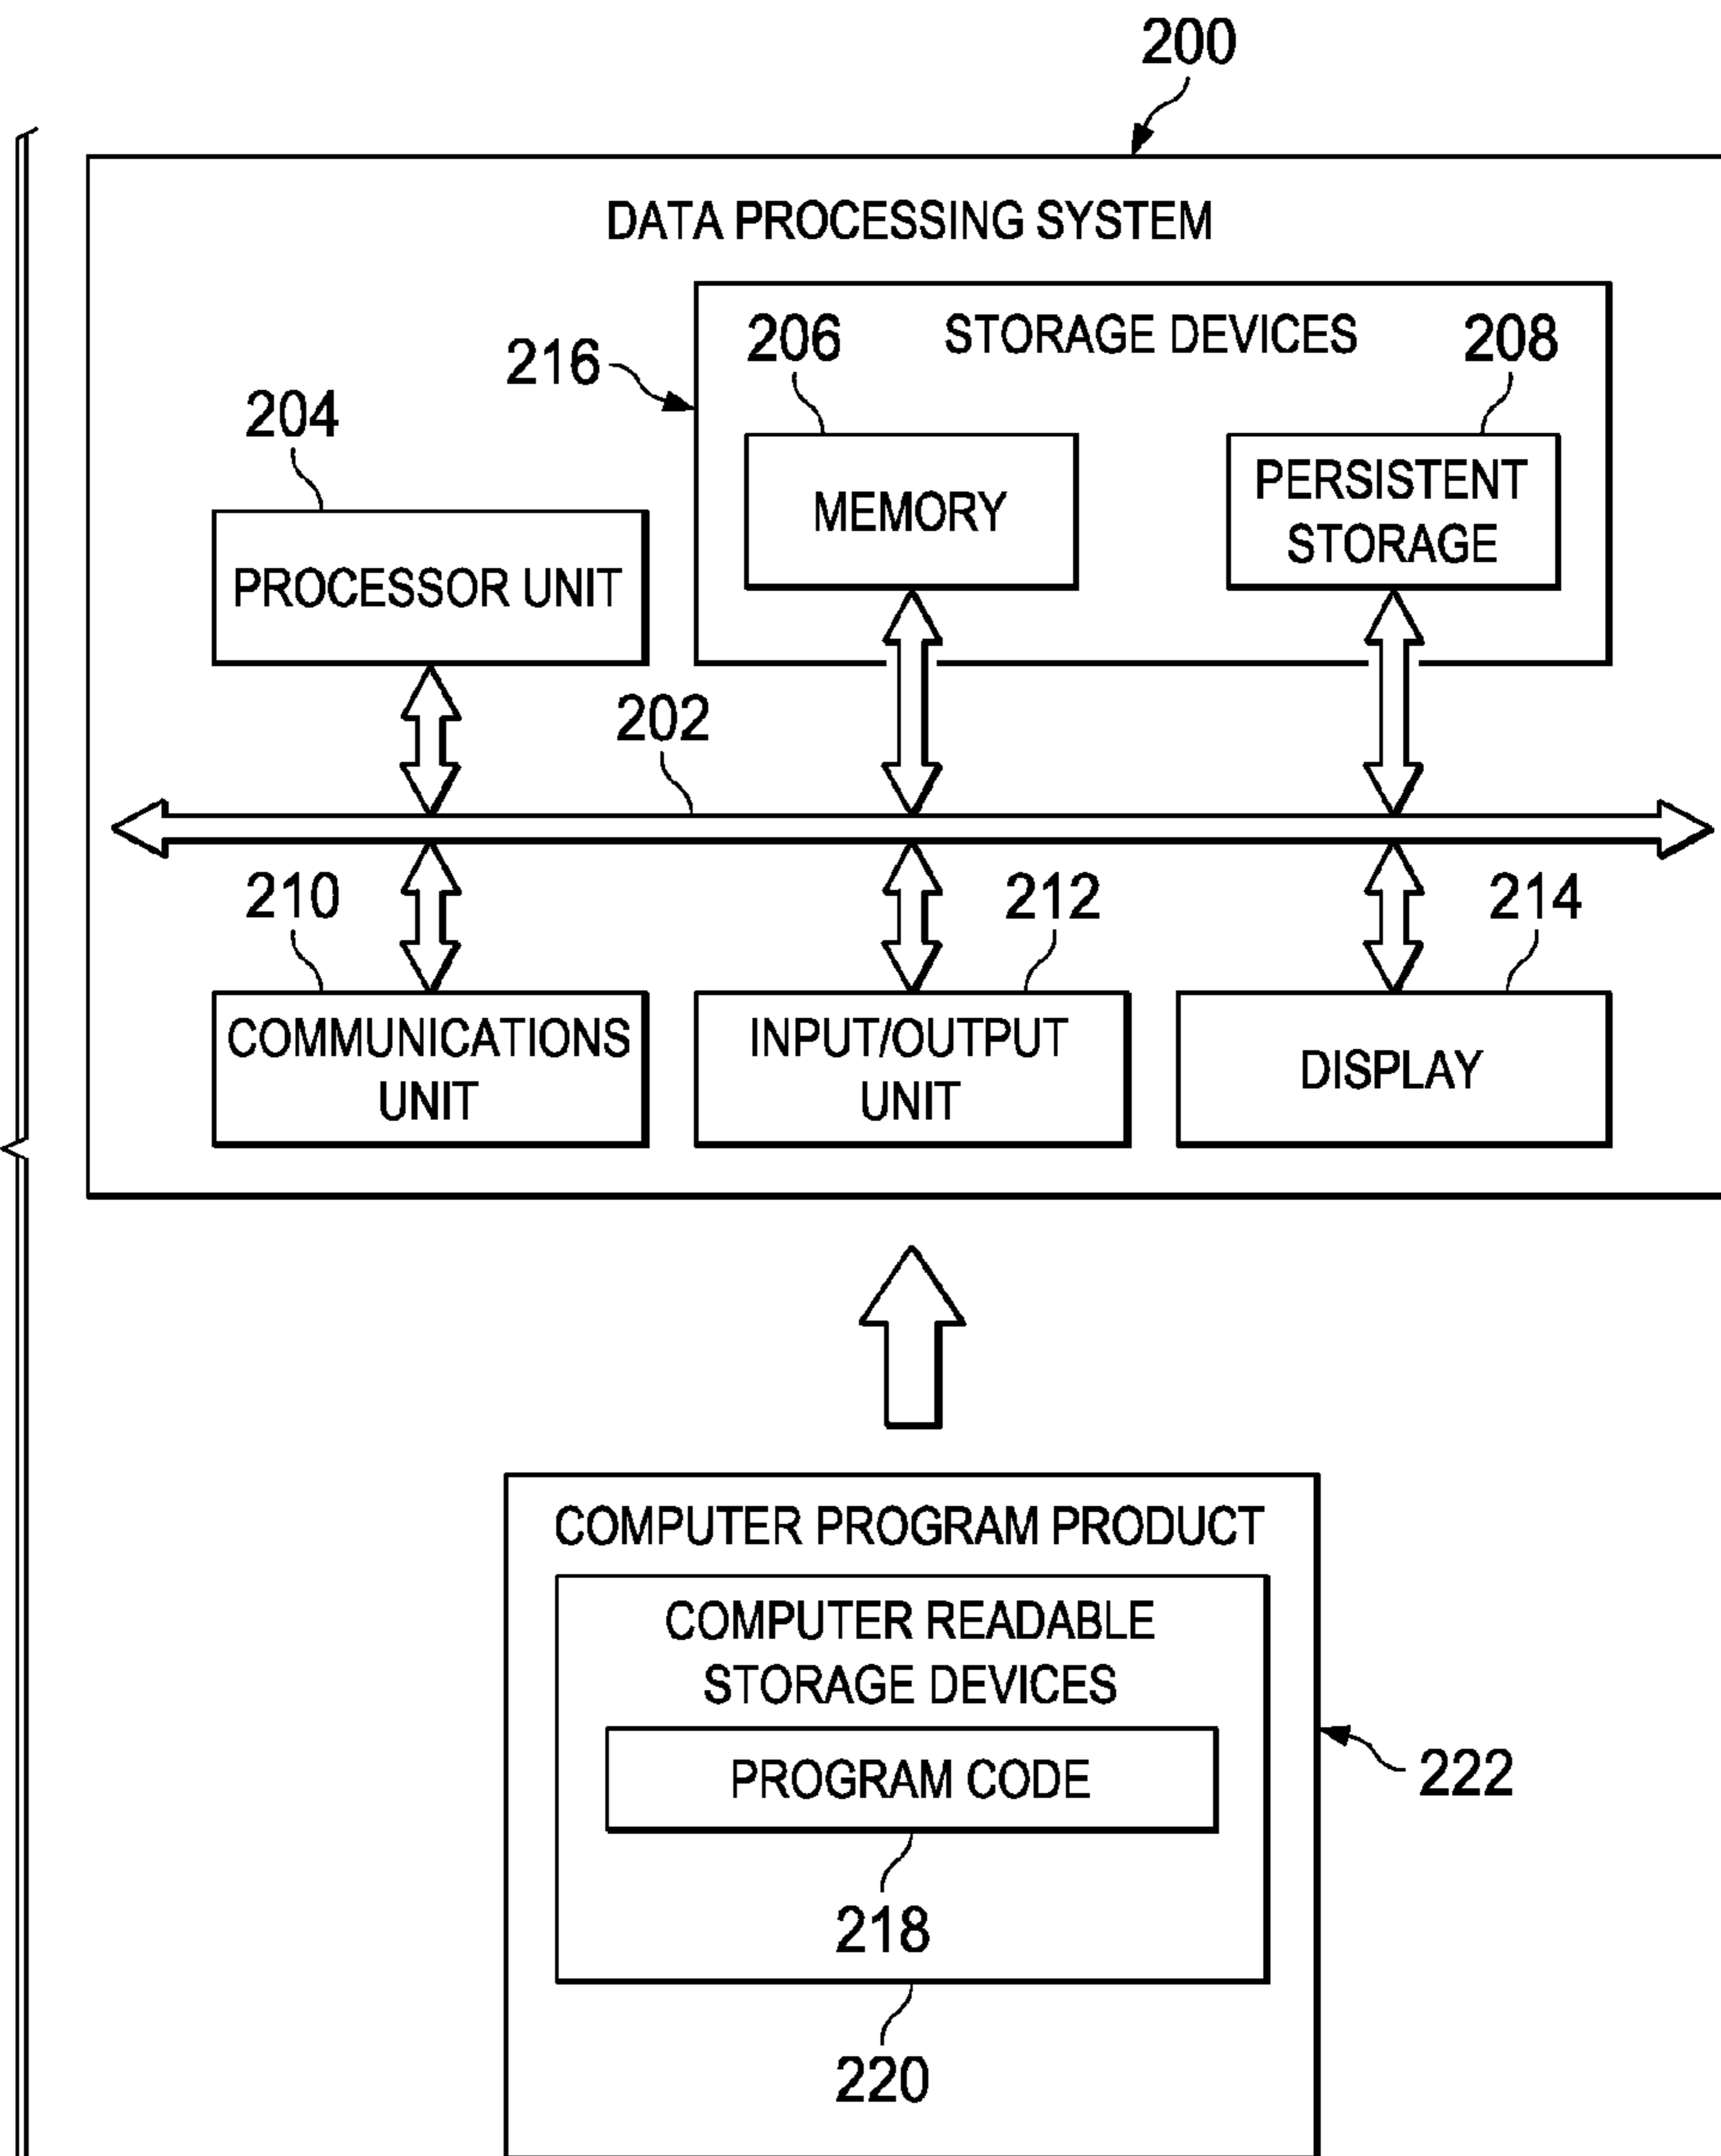 200
DATA PROCESSING SYSTEM
STORAGE DEVICES
206
208
216
204
MEMORY
PERSISTENT
STORAGE
PROCESSOR UNIT
202
210
212
214
COMMUNICATIONS
UNIT
INPUT/OUTPUT
UNIT
DISPLAY
COMPUTER PROGRAM PRODUCT
COMPUTER READABLE
STORAGE DEVICES
PROGRAM CODE
222
218
220